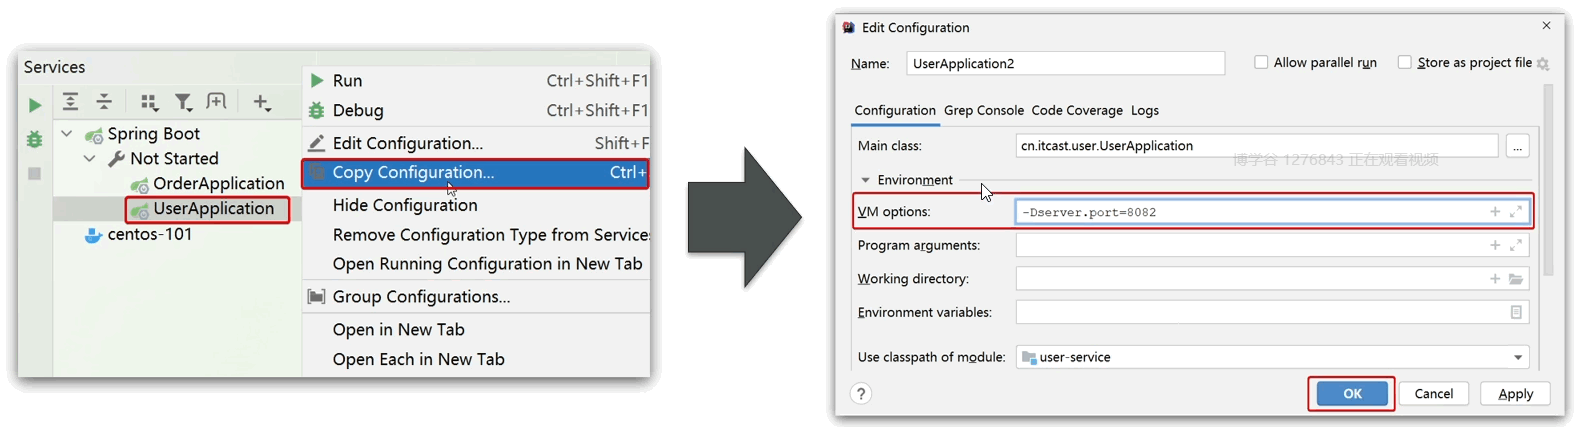 Services
Spring Boot
Not Started
OrderApplication
UserApplication
centos-101
Run Ctrl+Shift+F1
Debug Ctrl+Shift+F1
Edit Configuration... Shift+F
Copy Configuration... Ctrl+
Hide Configuration
Remove Configuration Type from Services
Open Running Configuration in New Tab
Group Configurations...
Open in New Tab
Open Each in New Tab
Edit Configuration
Name: UserApplication2 Allow parallel run Store as project file
Configuration Grep Console Code Coverage Logs
Main class: cn.itcast.user.UserApplication ...
博学谷 1276843 正在观看视频
Environment
VM options: -Dserver.port=8082
Program arguments:
Working directory:
Environment variables:
Use classpath of module: user-service
? OK Cancel Apply